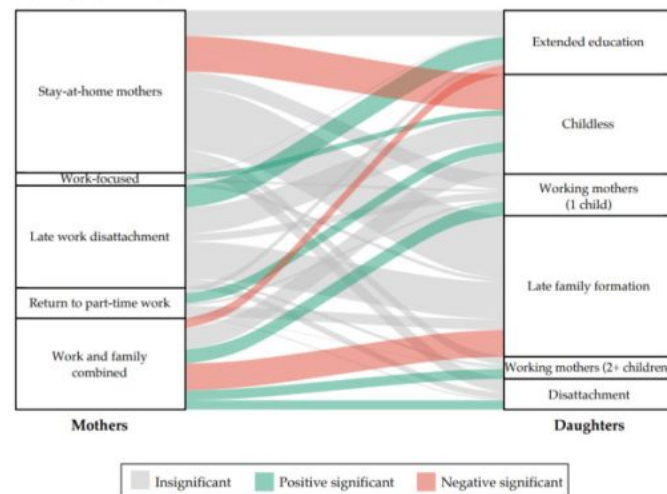 Stay-at-home mothers
Work-focused
Late work disattachment
Return to part-time work
Work and family
combined
Mothers
Extended education
Childless
Working mothers
(1 child)
Late family formation
Working mothers (2+ children
Disattachment
Daughters
Insignificant
Positive significant
Negative significant